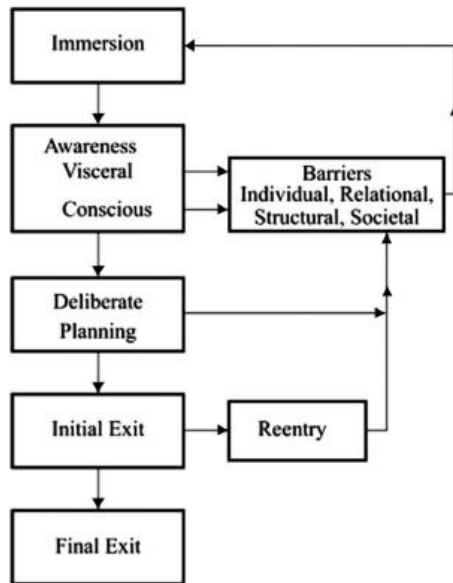 Immersion
Awareness
Visceral
Conscious
Barriers
Individual, Relational,
Structural, Societal
Deliberate
Planning
Initial Exit
Reentry
Final Exit